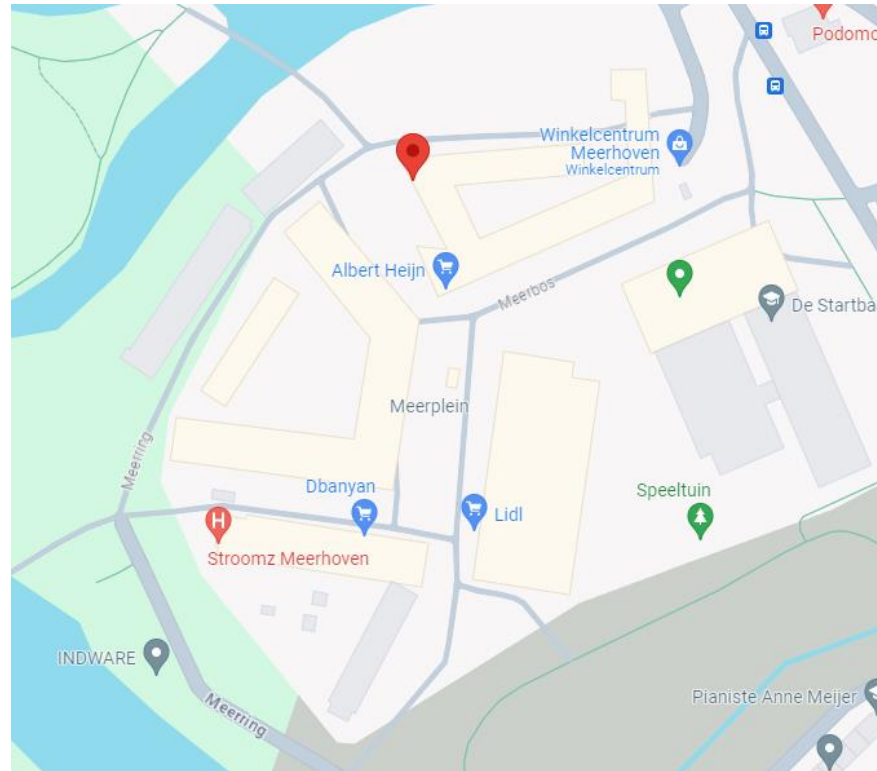 Podomo
Winkelcentrum
Meerhoven
Winkelcentrum
Albert Heijn
Meerbos
De Startba
Meerplein
Meerring
Dbanyan
Lidl
Speeltuin
H
Stroomz Meerhoven
INDWARE
Meerring
Pianiste Anne Meijer